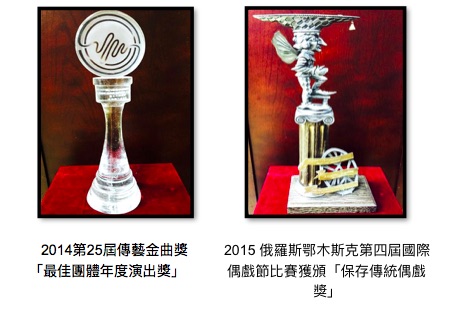 2014第25屆傳藝金曲獎
「最佳團體年度演出獎」
2015 俄羅斯鄂木斯克第四屆國際
偶戲節比賽獲頒「保存傳統偶戲
獎」